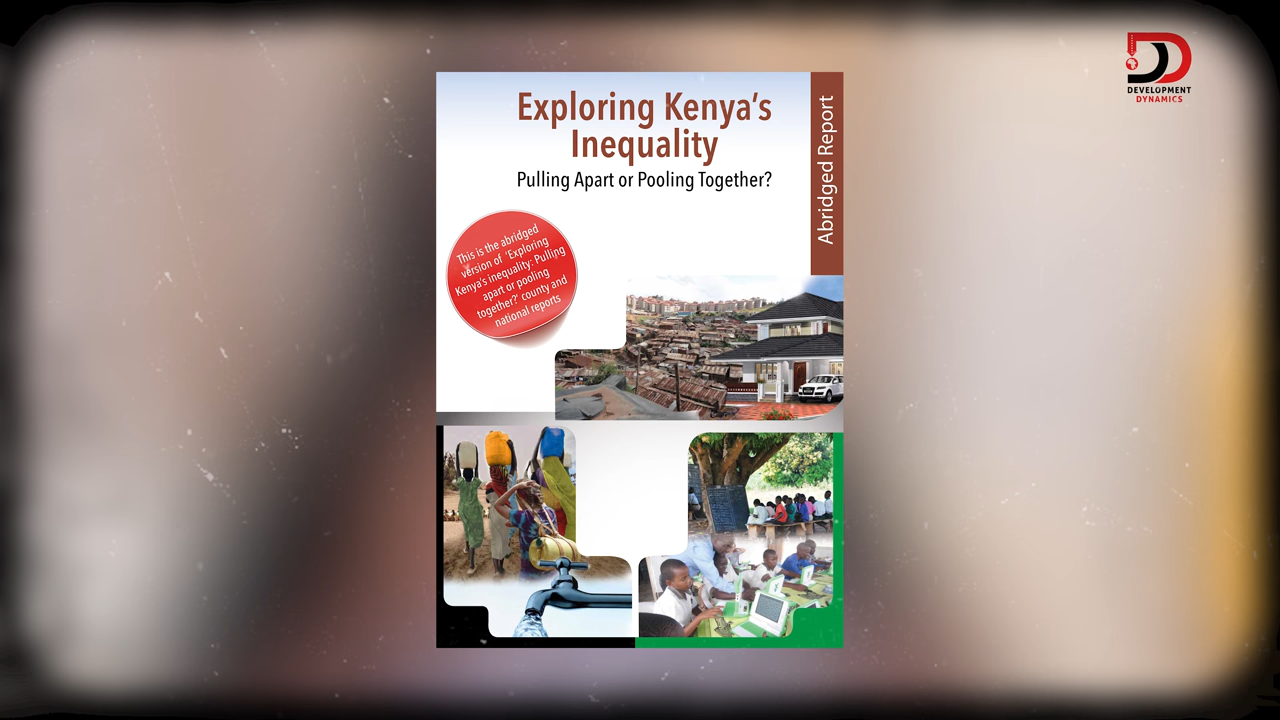 Exploring Kenya's
Inequality
Pulling Apart or Pooling Together?
Abridged Report
This is the abridged
version of 'Exploring
Kenya's inequality: Pulling
apart or pooling
together?' county and
national reports
DEVELOPMENT
DYNAMICS